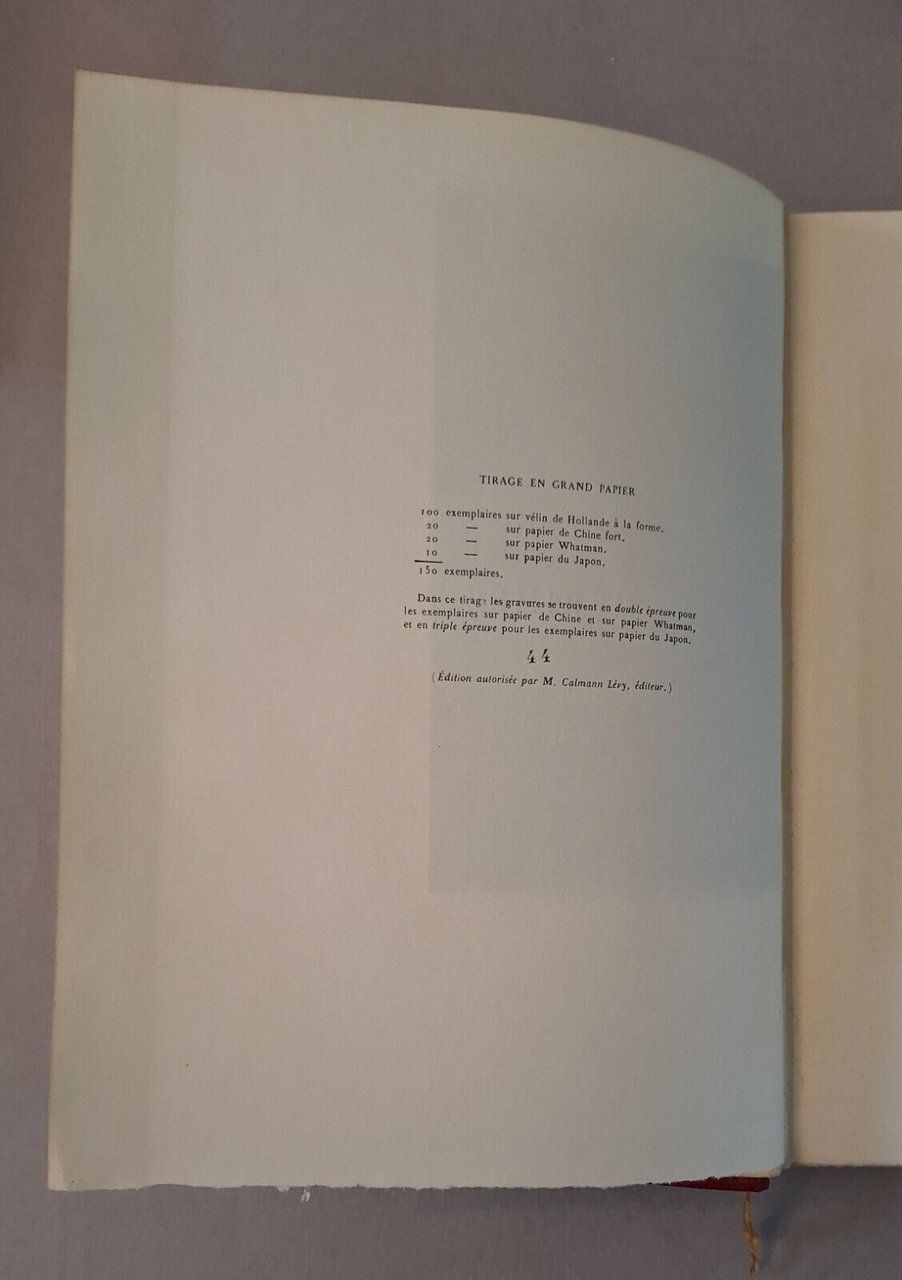 TIRAGE EN GRAND PAPIER
100 exemplaires sur vélin de Hollande à la forme.
20 — sur papier de Chine fort.
20 — sur papier Whatman.
10 — sur papier du Japon.
150 exemplaires.
Dans ce tirage les gravures se trouvent en double épreuve pour
les exemplaires sur papier de Chine et sur papier Whatman,
et en triple épreuve pour les exemplaires sur papier du Japon.
44
(Édition autorisée par M. Calmann Lévy, éditeur.)